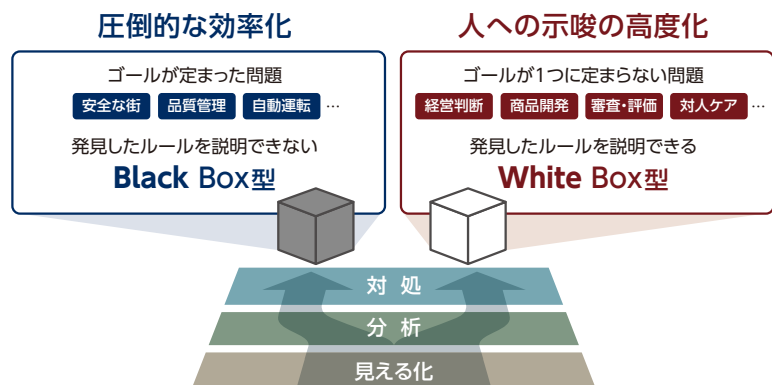 圧倒的な効率化
ゴールが定まった問題
安全な街 品質管理 自動運転 …
発見したルールを説明できない
Black Box型
人への示唆の高度化
ゴールが1つに定まらない問題
経営判断 商品開発 審査・評価 対人ケア …
発見したルールを説明できる
White Box型
対処
分析
見える化